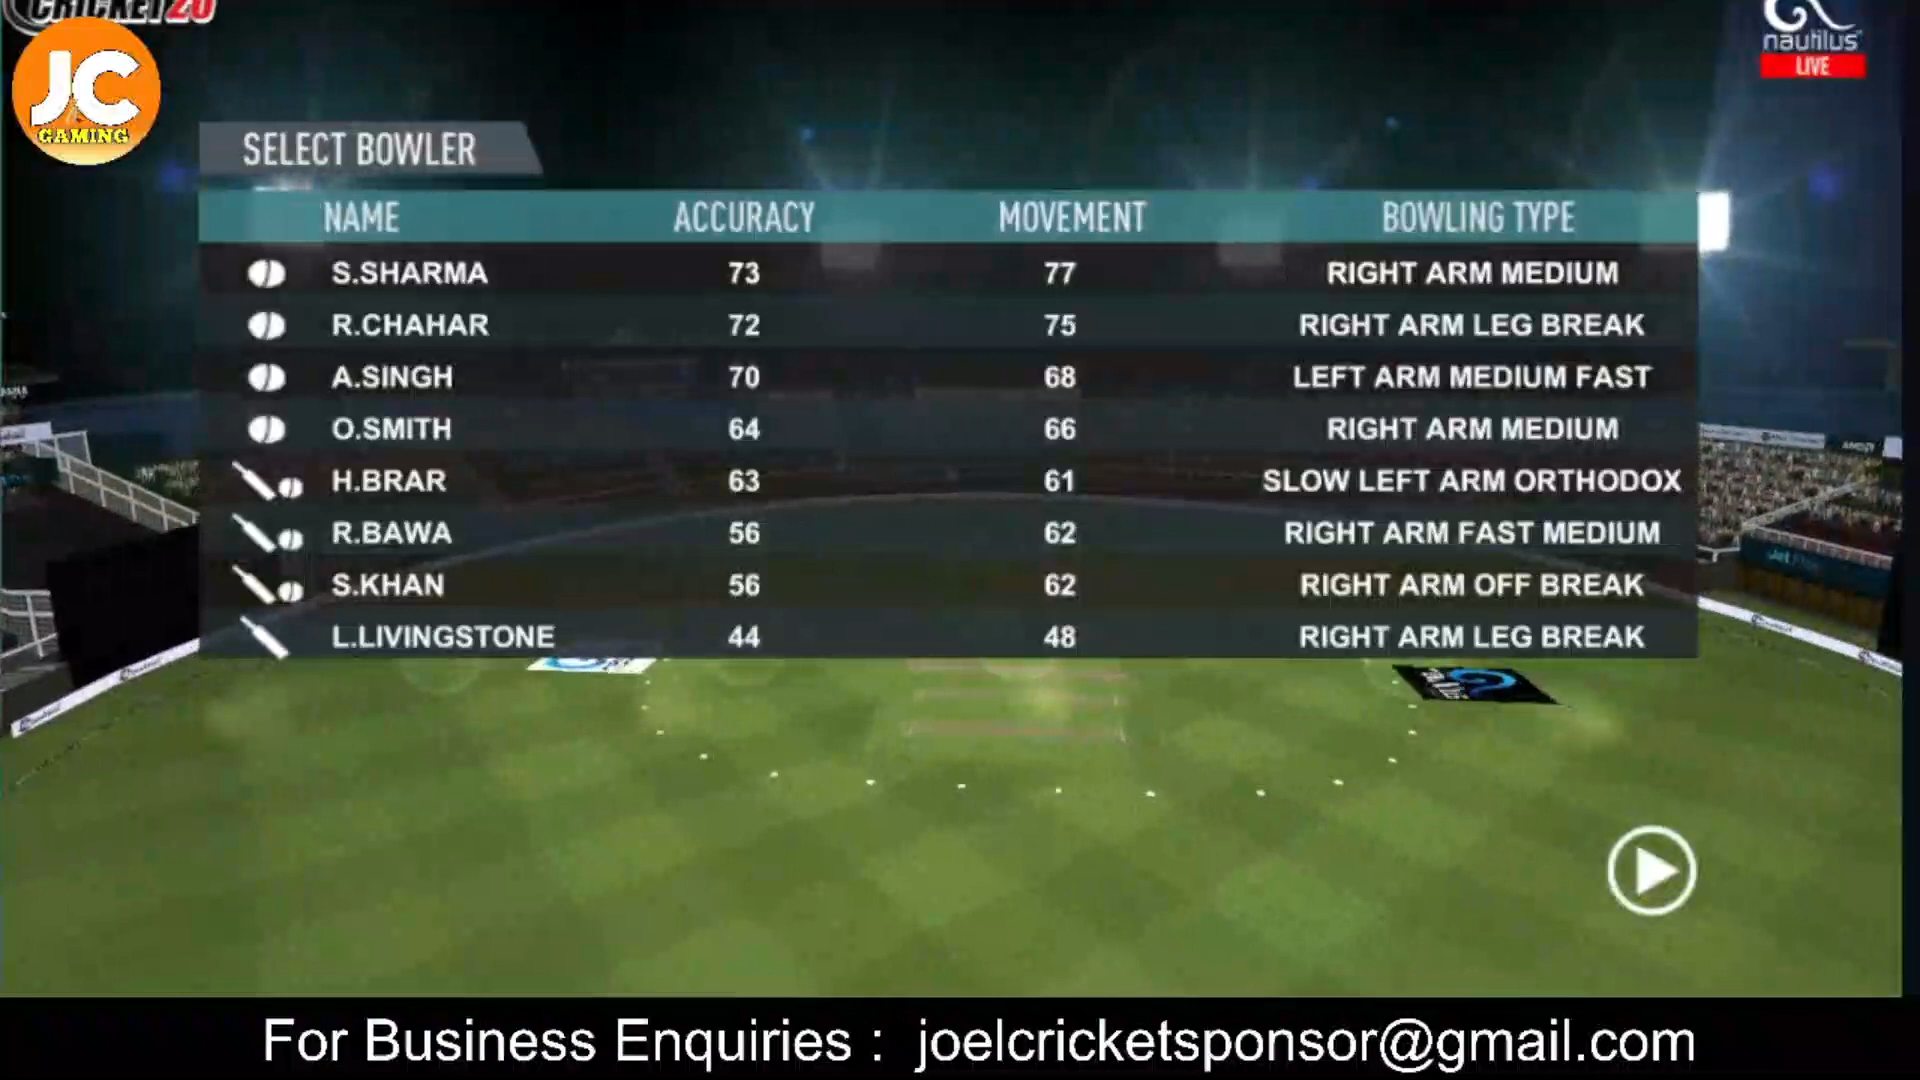 CRICKET20
JC
GAMING
nautilus
LIVE
SELECT BOWLER
NAME ACCURACY MOVEMENT BOWLING TYPE
S.SHARMA 73 77 RIGHT ARM MEDIUM
R.CHAHAR 72 75 RIGHT ARM LEG BREAK
A.SINGH 70 68 LEFT ARM MEDIUM FAST
O.SMITH 64 66 RIGHT ARM MEDIUM
H.BRAR 63 61 SLOW LEFT ARM ORTHODOX
R.BAWA 56 62 RIGHT ARM FAST MEDIUM
S.KHAN 56 62 RIGHT ARM OFF BREAK
L.LIVINGSTONE 44 48 RIGHT ARM LEG BREAK
For Business Enquiries : joelcricketsponsor@gmail.com